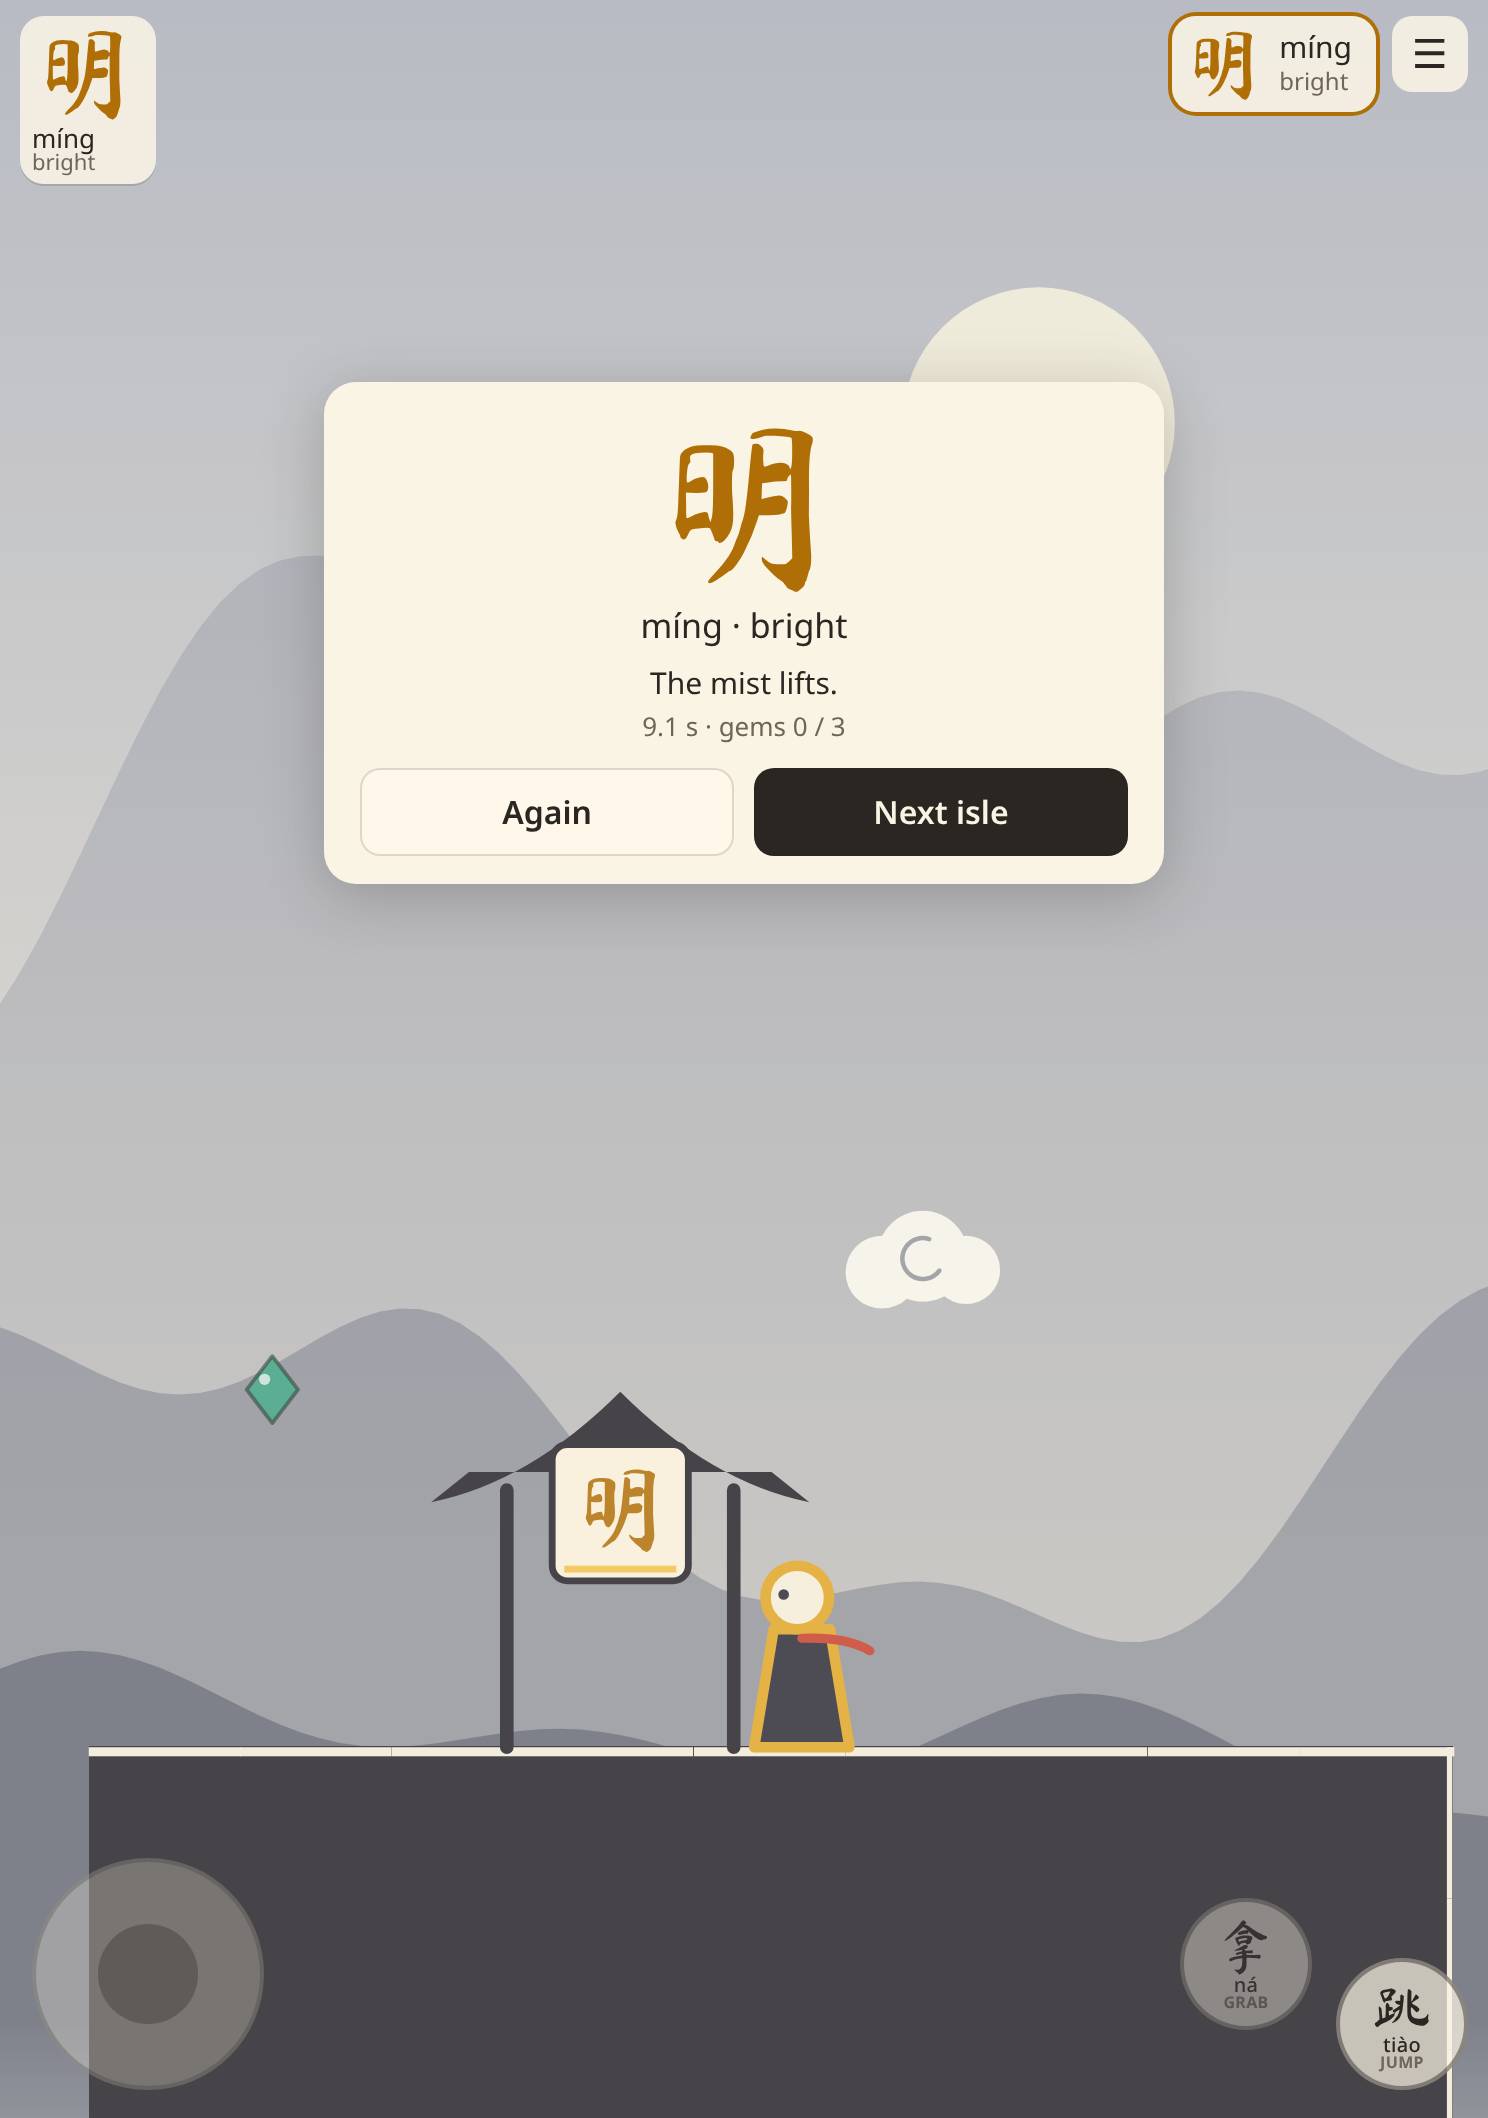 明
míng
bright
明
míng
bright
☰
明
míng · bright
The mist lifts.
9.1 s · gems 0 / 3
Again
Next isle
明
拿
ná
GRAB
跳
tiào
JUMP